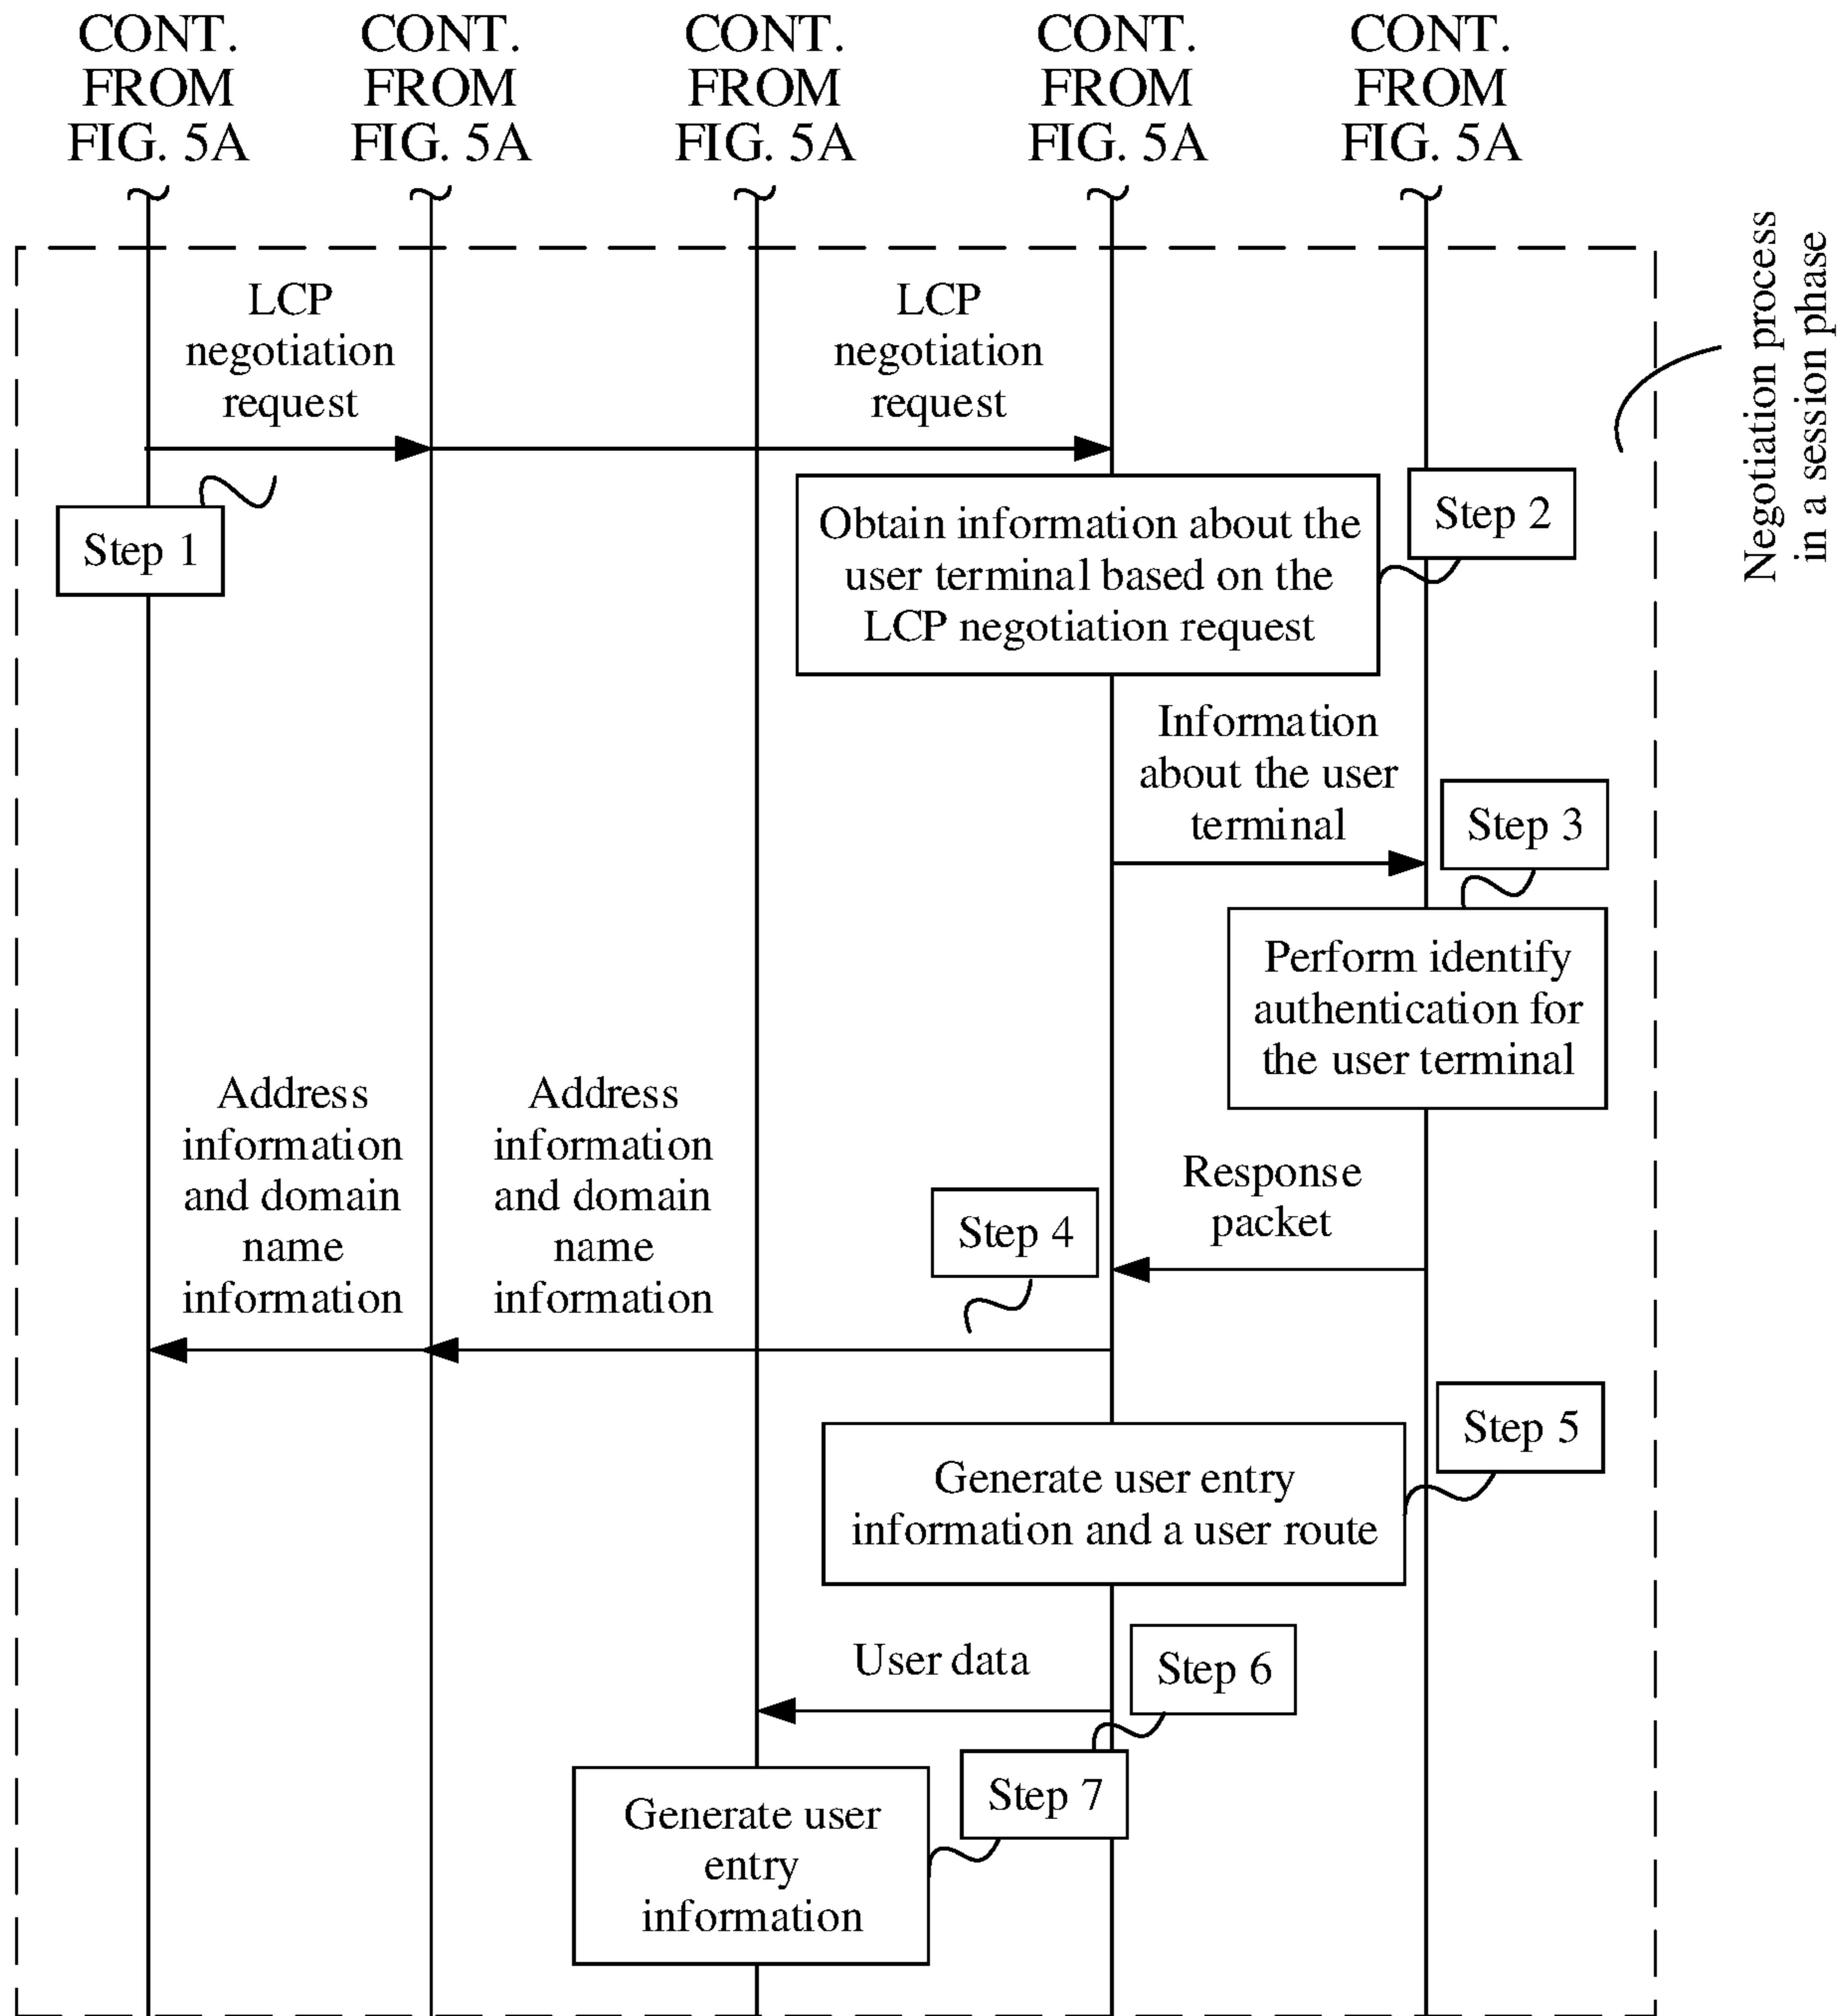 CONT.
FROM
FIG. 5A
CONT.
FROM
FIG. 5A
CONT.
FROM
FIG. 5A
CONT.
FROM
FIG. 5A
CONT.
FROM
FIG. 5A
Negotiation process
in a session phase
LCP
negotiation
request
LCP
negotiation
request
Step 1
Obtain information about the
user terminal based on the
LCP negotiation request
Step 2
Information
about the user
terminal
Step 3
Perform identify
authentication for
the user terminal
Address
information
and domain
name
information
Address
information
and domain
name
information
Response
packet
Step 4
Step 5
Generate user entry
information and a user route
User data
Step 6
Step 7
Generate user
entry
information